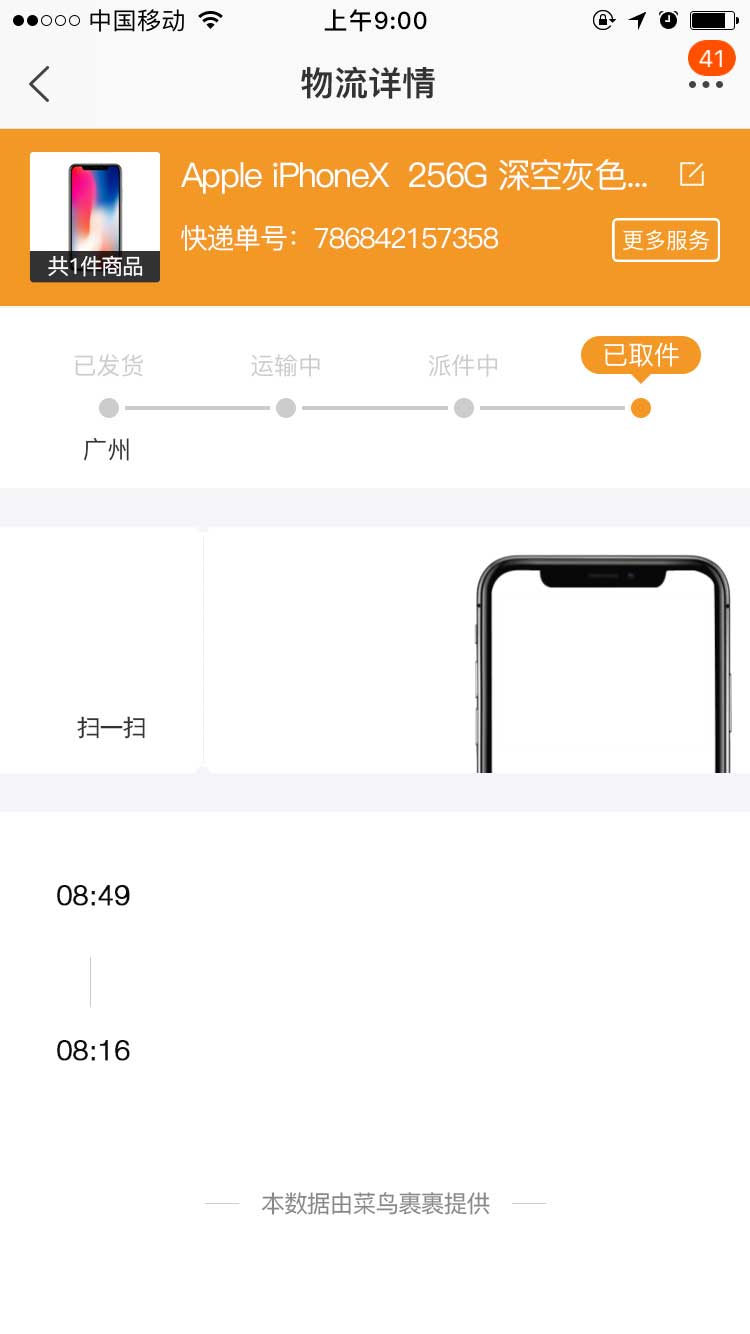 中国移动 上午9:00
物流详情
41
Apple iPhoneX 256G 深空灰色...
快递单号：786842157358
更多服务
共1件商品
已发货 运输中 派件中 已取件
广州
扫一扫
08:49
08:16
本数据由菜鸟裹裹提供